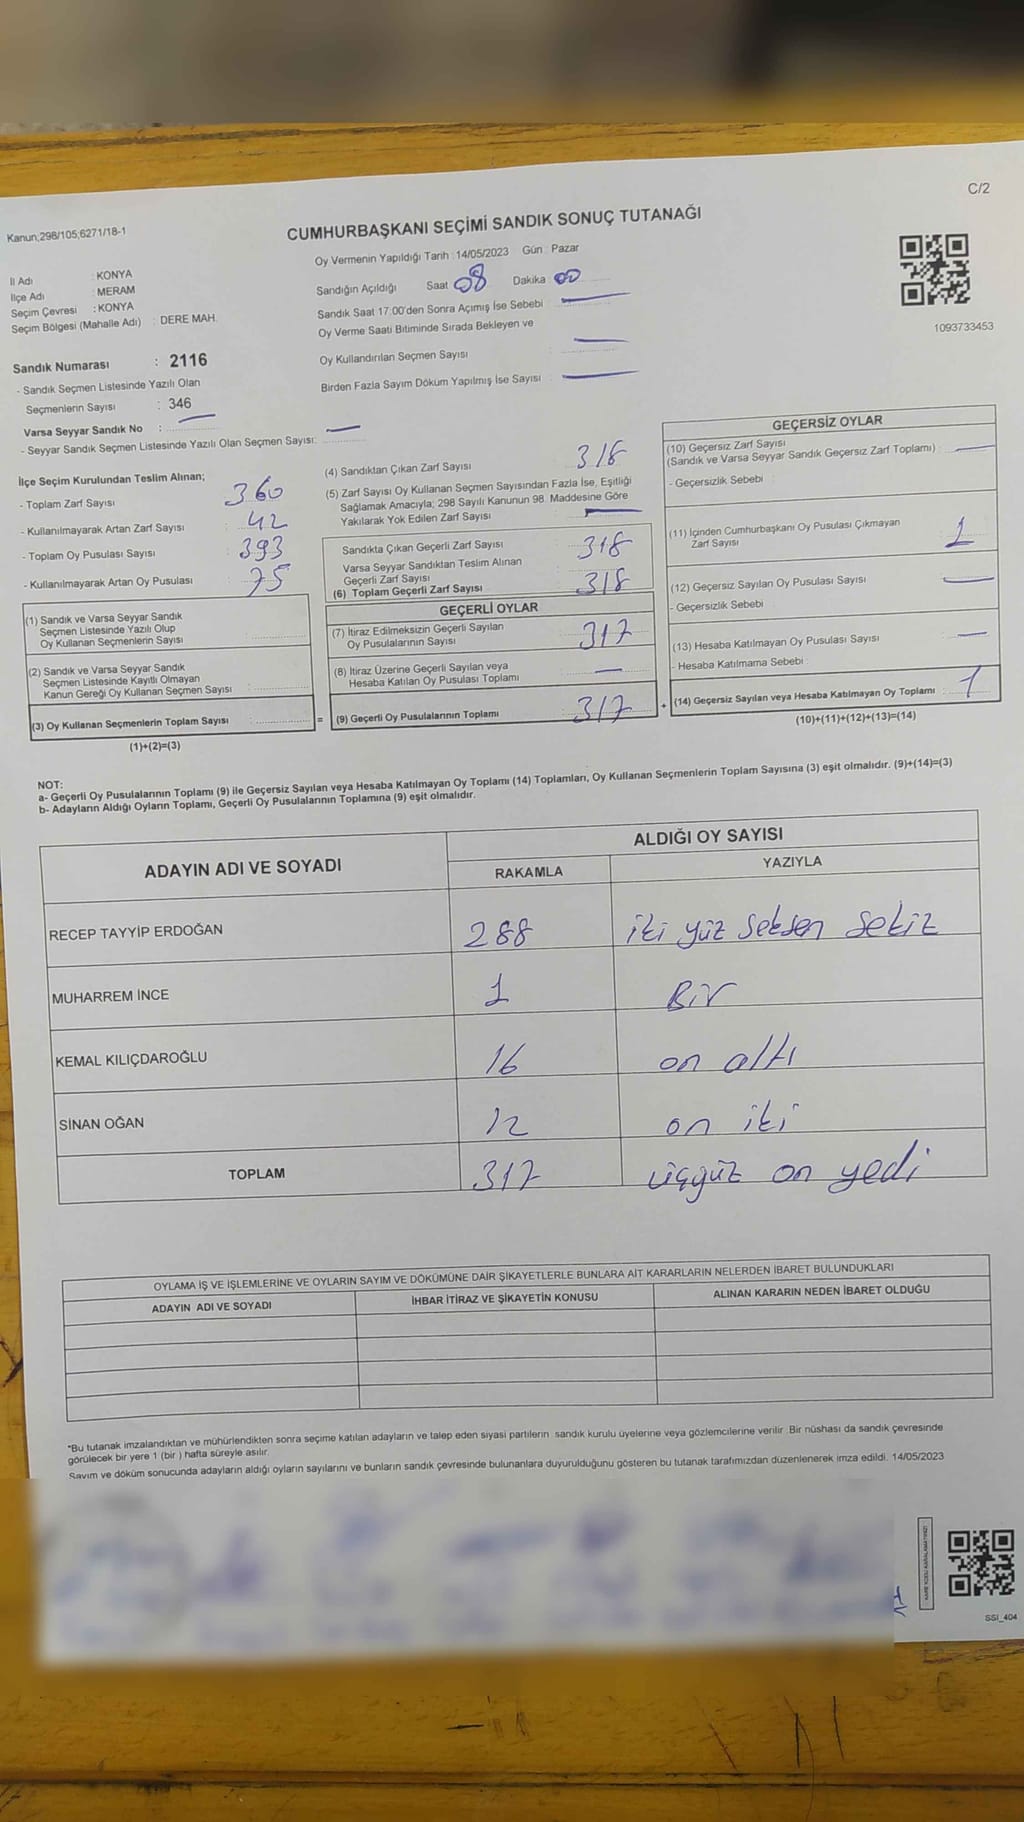 C/2
Kanun;298/105;6271/18-1
CUMHURBAŞKANI SEÇİMİ SANDIK SONUÇ TUTANAĞI
Oy Vermenin Yapıldığı Tarih : 14/05/2023 Gün : Pazar
İl Adı : KONYA
İlçe Adı : MERAM
Seçim Çevresi : KONYA
Seçim Bölgesi (Mahalle Adı) : DERE MAH.
Sandığın Açıldığı Saat 08 Dakika 00
Sandık Saat 17:00'den Sonra Açımış İse Sebebi :
Oy Verme Saati Bitiminde Sırada Bekleyen ve
Oy Kullandırılan Seçmen Sayısı :
Birden Fazla Sayım Döküm Yapılmış İse Sayısı :
1093733453
Sandık Numarası : 2116
- Sandık Seçmen Listesinde Yazılı Olan
Seçmenlerin Sayısı : 346
Varsa Seyyar Sandık No :
- Seyyar Sandık Seçmen Listesinde Yazılı Olan Seçmen Sayısı:
İlçe Seçim Kurulundan Teslim Alınan;
- Toplam Zarf Sayısı : 360
- Kullanılmayarak Artan Zarf Sayısı : 42
- Toplam Oy Pusulası Sayısı : 393
- Kullanılmayarak Artan Oy Pusulası : 75
(1) Sandık ve Varsa Seyyar Sandık
Seçmen Listesinde Yazılı Olup
Oy Kullanan Seçmenlerin Sayısı :
(2) Sandık ve Varsa Seyyar Sandık
Seçmen Listesinde Kayıtlı Olmayan
Kanun Gereği Oy Kullanan Seçmen Sayısı :
(3) Oy Kullanan Seçmenlerin Toplam Sayısı :
(1)+(2)=(3)
(4) Sandıktan Çıkan Zarf Sayısı : 318
(5) Zarf Sayısı Oy Kullanan Seçmen Sayısından Fazla İse, Eşitliği
Sağlamak Amacıyla; 298 Sayılı Kanunun 98. Maddesine Göre
Yakılarak Yok Edilen Zarf Sayısı :
Sandıkta Çıkan Geçerli Zarf Sayısı : 318
Varsa Seyyar Sandıktan Teslim Alınan
Geçerli Zarf Sayısı :
(6) Toplam Geçerli Zarf Sayısı : 318
GEÇERLİ OYLAR
(7) İtiraz Edilmeksizin Geçerli Sayılan
Oy Pusulalarının Sayısı : 317
(8) İtiraz Üzerine Geçerli Sayılan veya
Hesaba Katılan Oy Pusulası Toplamı :
= (9) Geçerli Oy Pusulalarının Toplamı : 317
GEÇERSİZ OYLAR
(10) Geçersiz Zarf Sayısı
(Sandık ve Varsa Seyyar Sandık Geçersiz Zarf Toplamı) :
- Geçersizlik Sebebi :
(11) İçinden Cumhurbaşkanı Oy Pusulası Çıkmayan
Zarf Sayısı : 1
(12) Geçersiz Sayılan Oy Pusulası Sayısı :
- Geçersizlik Sebebi :
(13) Hesaba Katılmayan Oy Pusulası Sayısı :
- Hesaba Katılmama Sebebi :
+ (14) Geçersiz Sayılan veya Hesaba Katılmayan Oy Toplamı : 1
(10)+(11)+(12)+(13)=(14)
NOT:
a- Geçerli Oy Pusulalarının Toplamı (9) ile Geçersiz Sayılan veya Hesaba Katılmayan Oy Toplamı (14) Toplamları, Oy Kullanan Seçmenlerin Toplam Sayısına (3) eşit olmalıdır. (9)+(14)=(3)
b- Adayların Aldığı Oyların Toplamı, Geçerli Oy Pusulalarının Toplamına (9) eşit olmalıdır.
ADAYIN ADI VE SOYADI ALDIĞI OY SAYISI
RAKAMLA YAZIYLA
RECEP TAYYİP ERDOĞAN 288 iki yüz seksen sekiz
MUHARREM İNCE 1 Bir
KEMAL KILIÇDAROĞLU 16 on altı
SİNAN OĞAN 12 on iki
TOPLAM 317 üçyüz on yedi
OYLAMA İŞ VE İŞLEMLERİNE VE OYLARIN SAYIM VE DÖKÜMÜNE DAİR ŞİKAYETLERLE BUNLARA AİT KARARLARIN NELERDEN İBARET BULUNDUKLARI
ADAYIN ADI VE SOYADI İHBAR İTİRAZ VE ŞİKAYETİN KONUSU ALINAN KARARIN NEDEN İBARET OLDUĞU
*Bu tutanak imzalandıktan ve mühürlendikten sonra seçime katılan adayların ve talep eden siyasi partilerin sandık kurulu üyelerine veya gözlemcilerine verilir. Bir nüshası da sandık çevresinde
görülecek bir yere 1 (bir ) hafta süreyle asılır.
Sayım ve döküm sonucunda adayların aldığı oyların sayılarını ve bunların sandık çevresinde bulunanlara duyurulduğunu gösteren bu tutanak tarafımızdan düzenlenerek imza edildi. 14/05/2023
KARE KODU KARALAMAYINIZ!
SSI_404